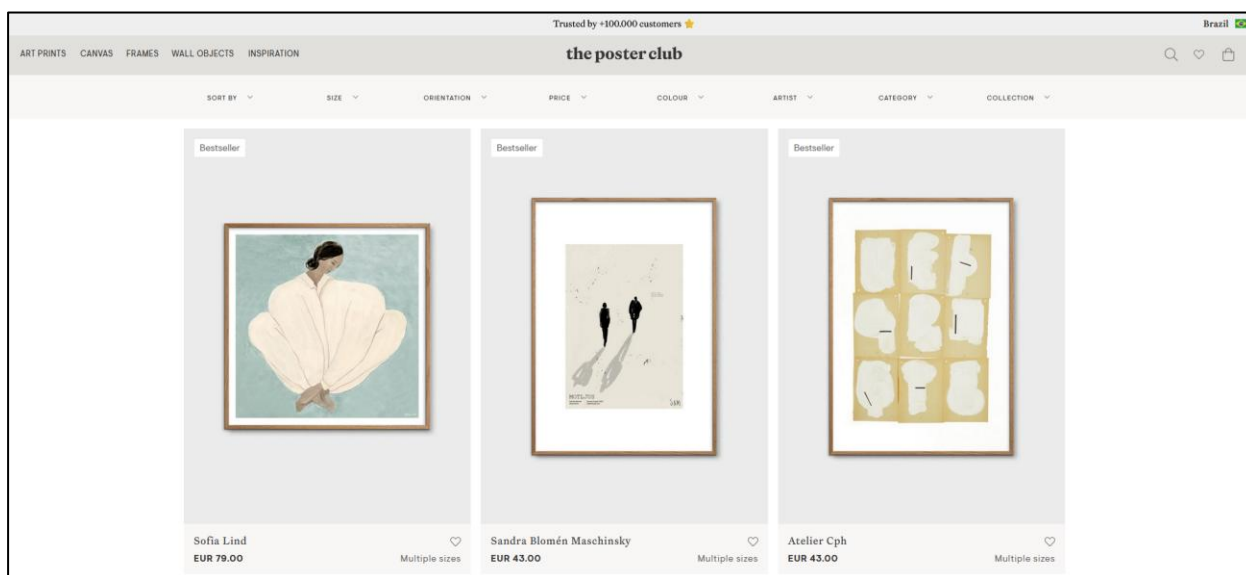 Trusted by +100.000 customers ⭐
Brazil
ART PRINTS CANVAS FRAMES WALL OBJECTS INSPIRATION
the poster club
SORT BY SIZE ORIENTATION PRICE COLOUR ARTIST CATEGORY COLLECTION
Bestseller
Bestseller
Bestseller
Sofia Lind
EUR 79.00 Multiple sizes
Sandra Blomén Maschinsky
EUR 43.00 Multiple sizes
Atelier Cph
EUR 43.00 Multiple sizes